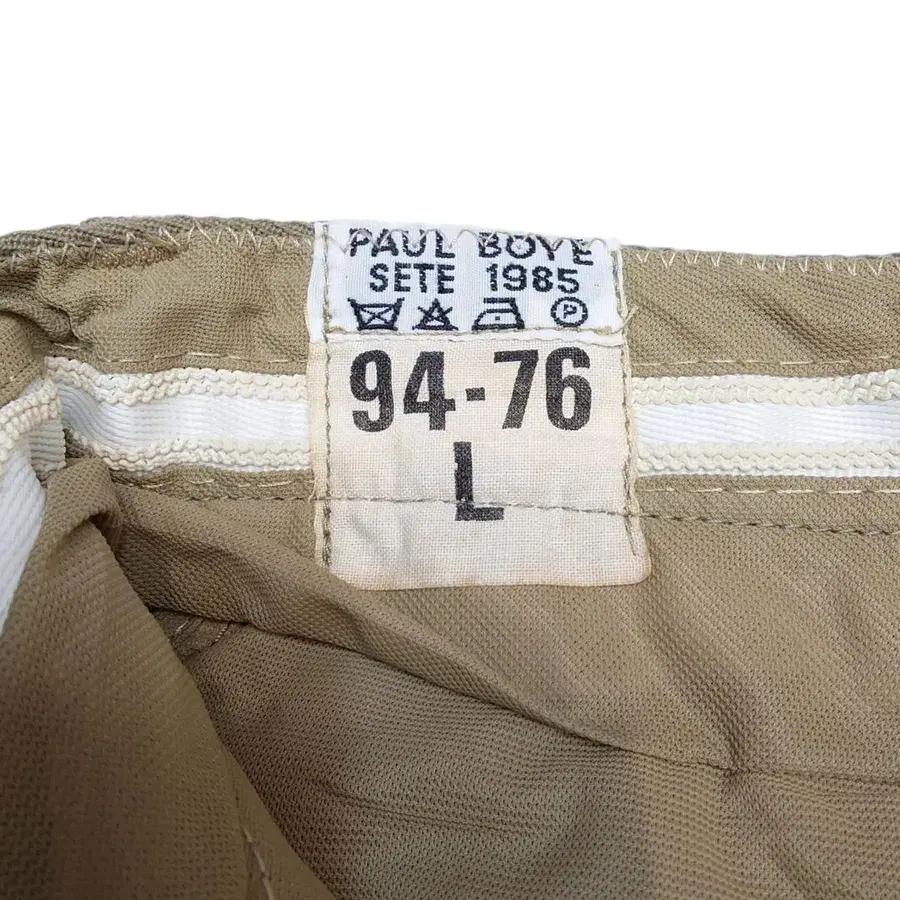 PAUL BOYE
SETE 1985
P
94-76
L